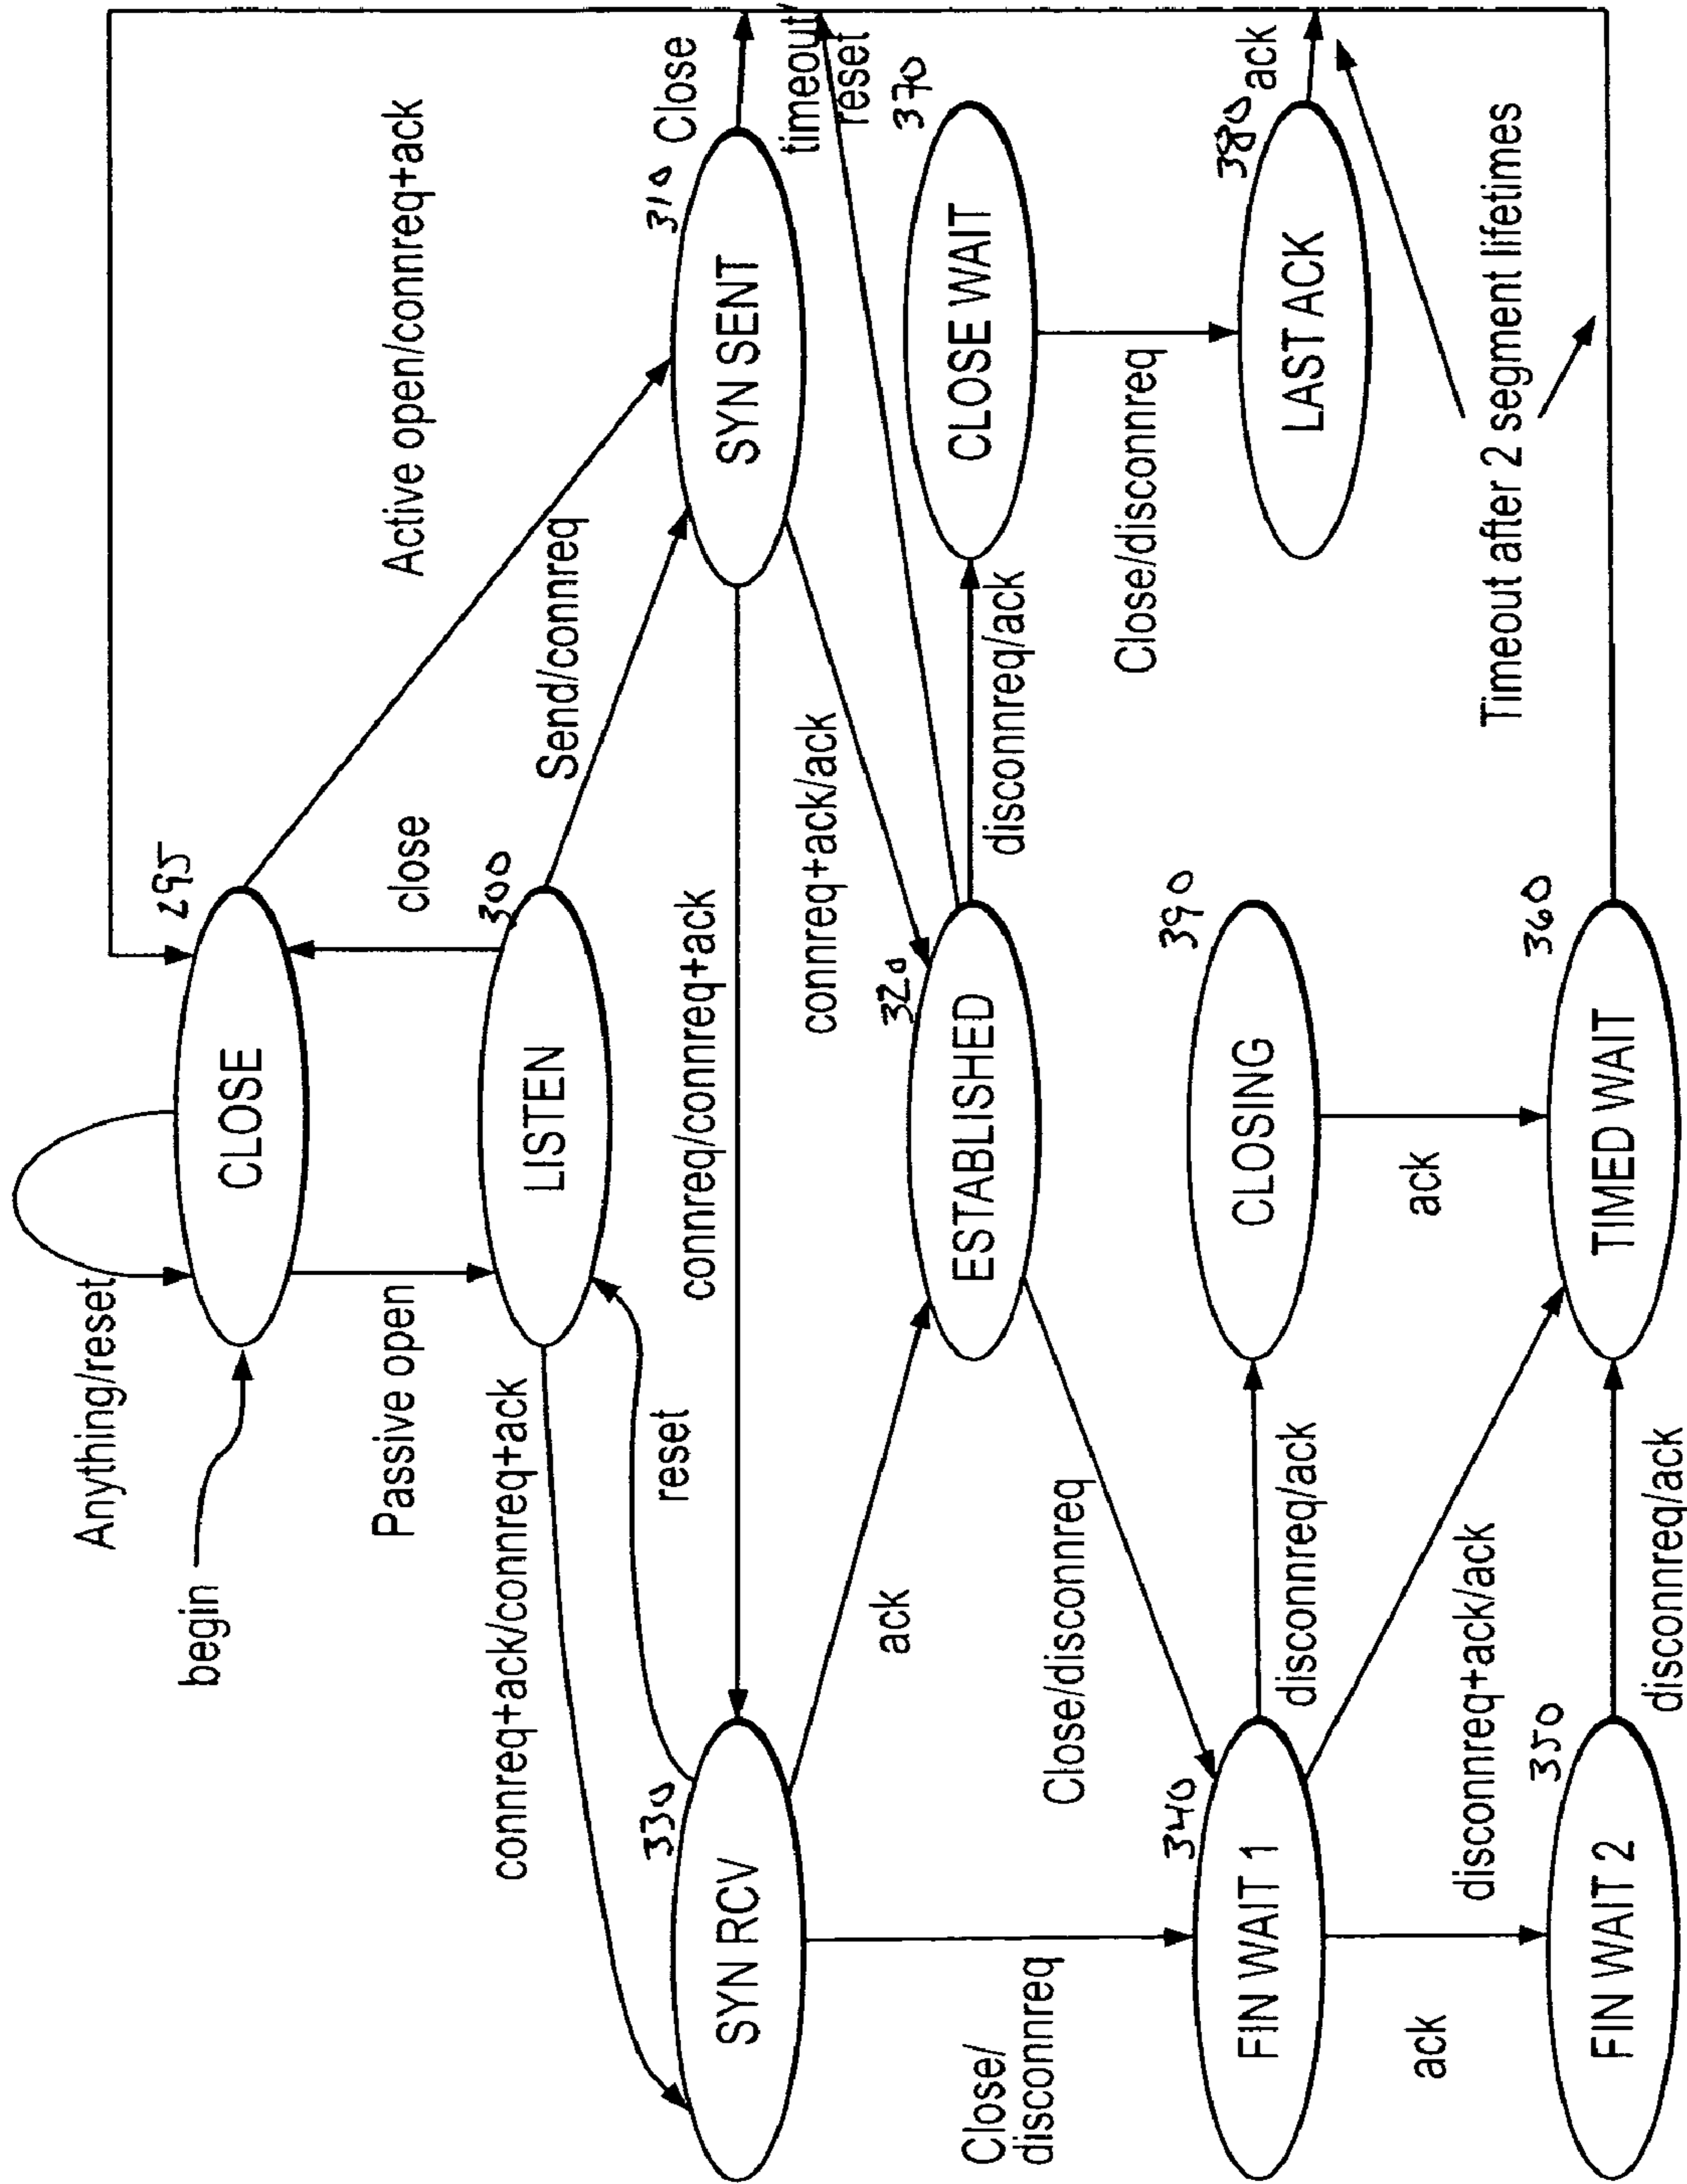 Anything/reset
begin
CLOSE
295
Passive open
close
Active open/connreq+ack
LISTEN
300
Send/connreq
connreq+ack/connreq+ack
reset
SYN RCV
330
connreq/connreq+ack
SYN SENT
310
Close
timeout/
reset
connreq+ack/ack
ack
ESTABLISHED
320
disconreq/ack
CLOSE WAIT
370
Close/
disconnreq
Close/disconnreq
Close/disconnreq
FIN WAIT 1
340
disconreq/ack
CLOSING
390
LAST ACK
380
ack
ack
disconreq+ack/ack
ack
Timeout after 2 segment lifetimes
FIN WAIT 2
350
disconreq/ack
TIMED WAIT
360